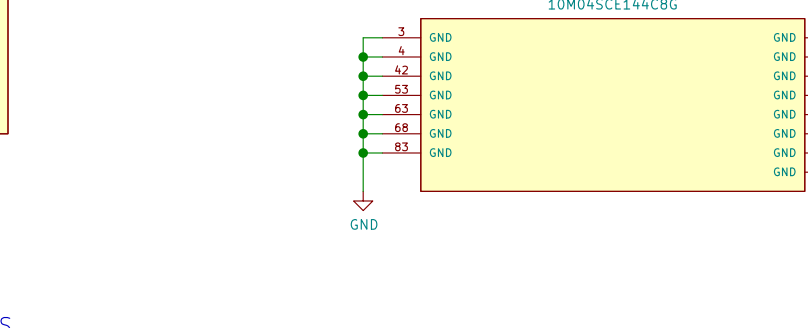 10M04SCE144C8G
3 GND GND
4 GND GND
42 GND GND
53 GND GND
63 GND GND
68 GND GND
83 GND GND
GND
GND
S